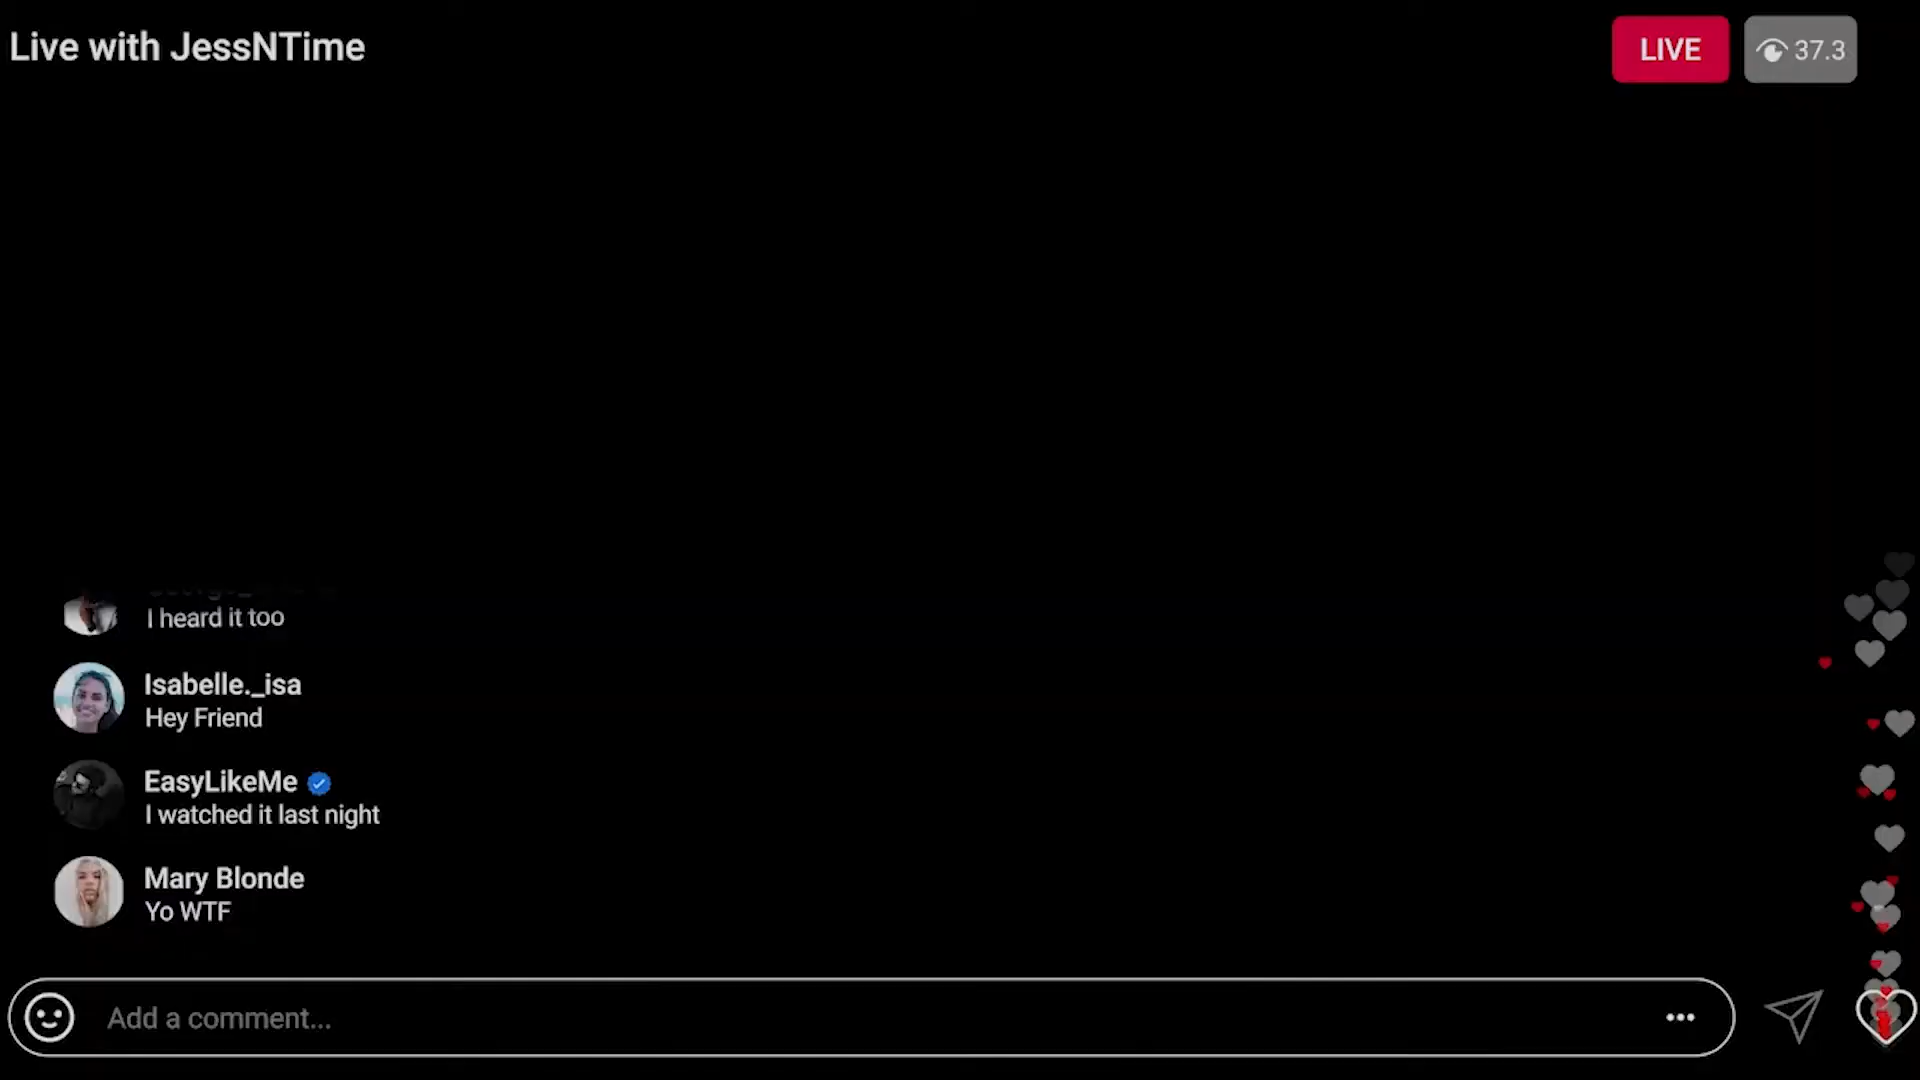 Live with JessNTime
LIVE
37.3
I heard it too
Isabelle._isa
Hey Friend
EasyLikeMe
I watched it last night
Mary Blonde
Yo WTF
Add a comment...